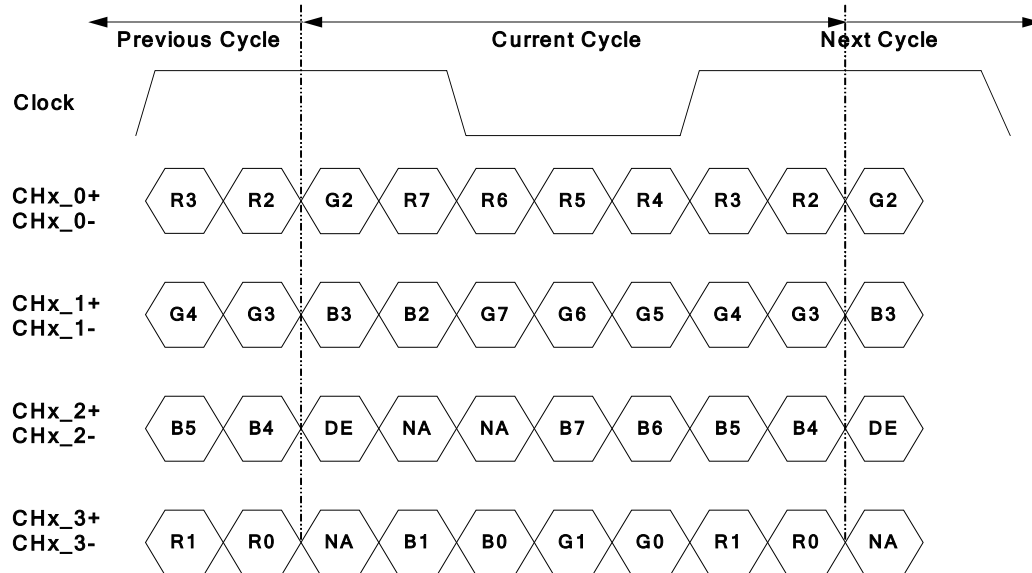 Previous Cycle Current Cycle Next Cycle
Clock
CHx_0+
CHx_0-
R3 R2 G2 R7 R6 R5 R4 R3 R2 G2
CHx_1+
CHx_1-
G4 G3 B3 B2 G7 G6 G5 G4 G3 B3
CHx_2+
CHx_2-
B5 B4 DE NA NA B7 B6 B5 B4 DE
CHx_3+
CHx_3-
R1 R0 NA B1 B0 G1 G0 R1 R0 NA